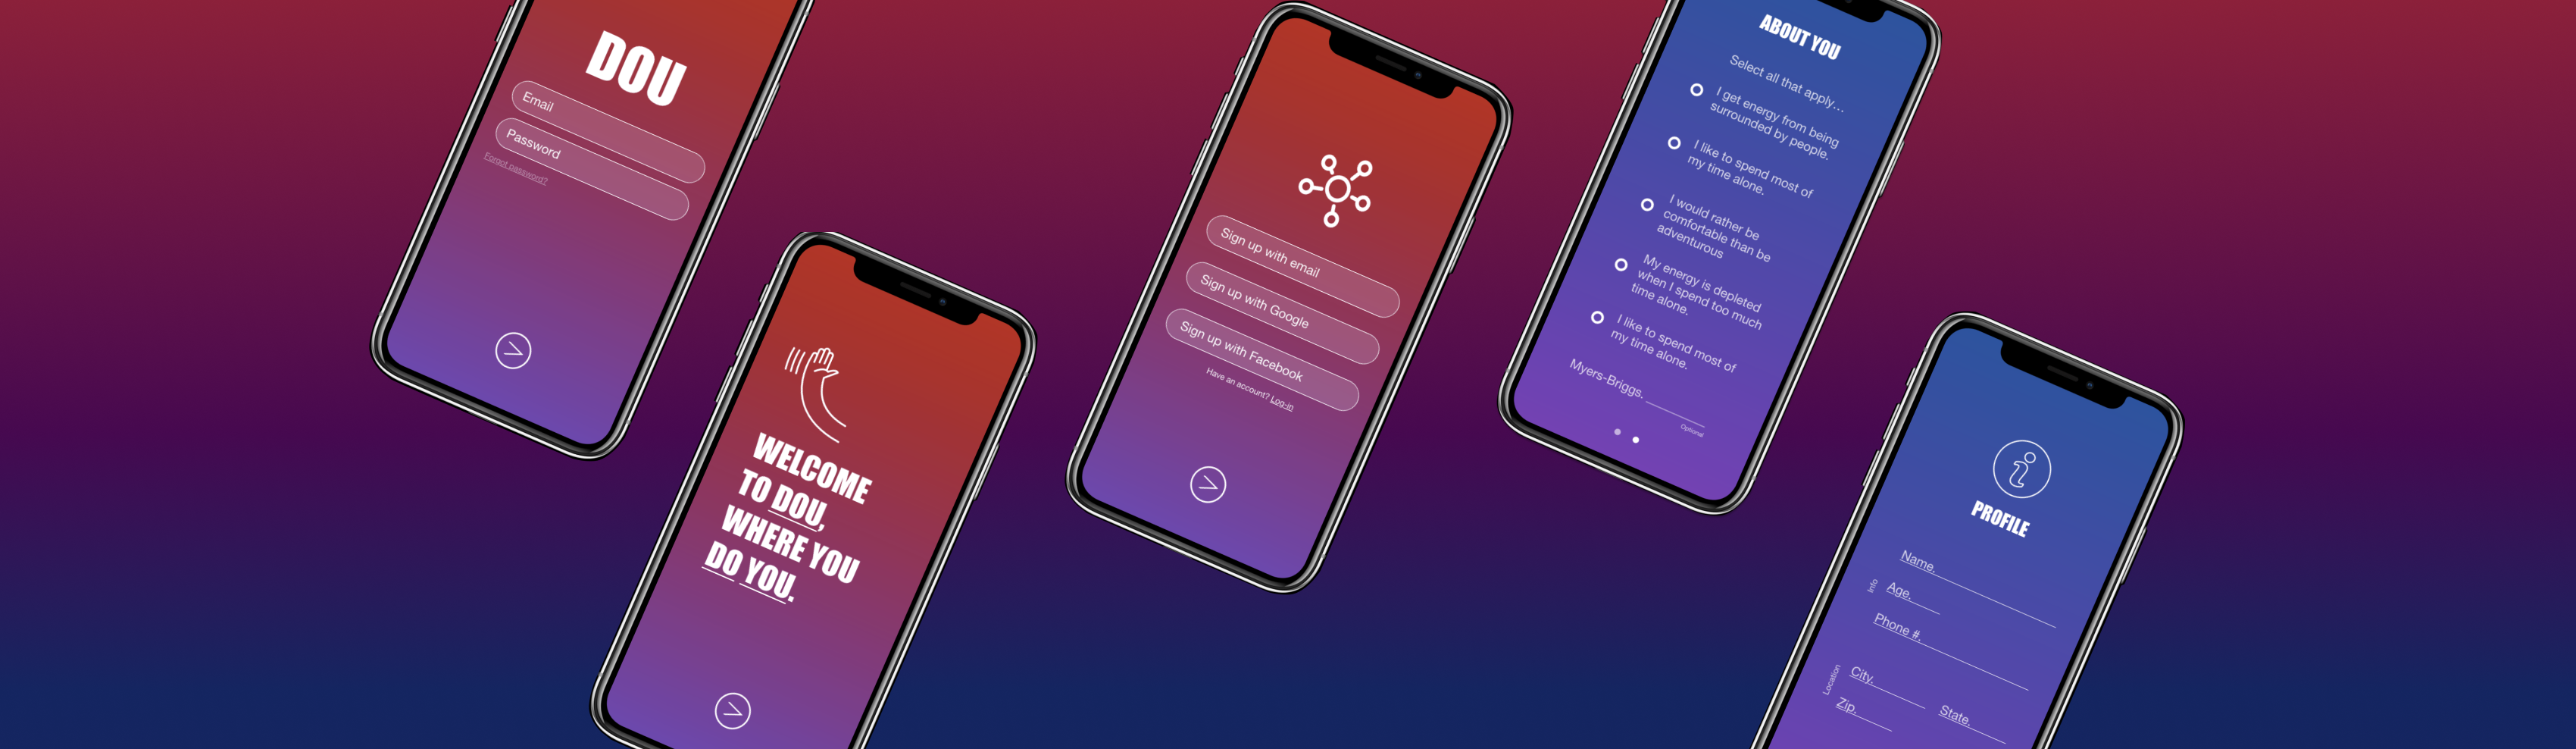 DOU
Email
Password
Forgot password?
WELCOME
TO DOU,
WHERE YOU
DO YOU.
Sign up with email
Sign up with Google
Sign up with Facebook
Have an account? Log-in
ABOUT YOU
Select all that apply...
I get energy from being
surrounded by people.
I like to spend most of
my time alone.
I would rather be
comfortable than be
adventurous
My energy is depleted
when I spend too much
time alone.
I like to spend most of
my time alone.
Myers-Briggs.
Optional
i
PROFILE
Info
Name.
Age.
Phone #.
Location
City.
State.
Zip.